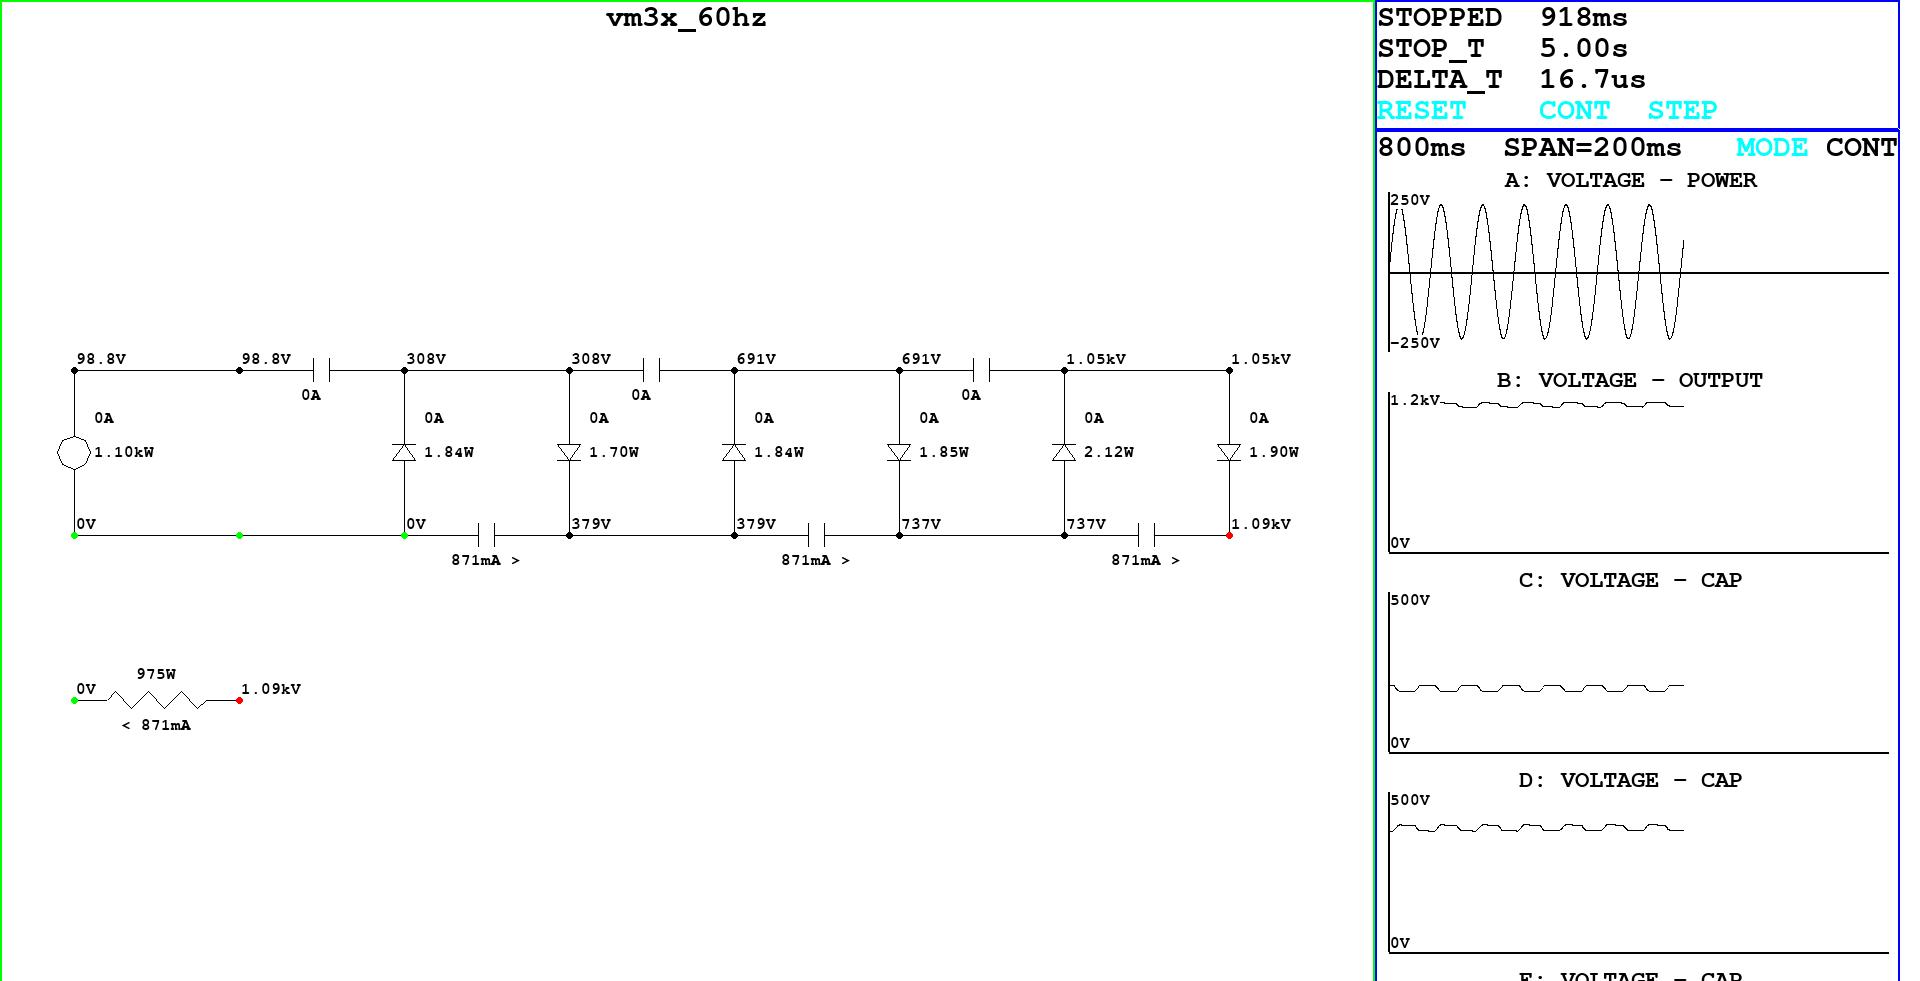 vm3x_60hz
98.8V 98.8V 308V 308V 691V 691V 1.05kV 1.05kV
0A 0A 0A
0A 0A 0A 0A 0A 0A 0A
1.10kW 1.84W 1.70W 1.84W 1.85W 2.12W 1.90W
0V 0V 379V 379V 737V 737V 1.09kV
871mA > 871mA > 871mA >
975W
0V 1.09kV
< 871mA
STOPPED 918ms
STOP_T 5.00s
DELTA_T 16.7us
RESET CONT STEP
800ms SPAN=200ms MODE CONT
A: VOLTAGE - POWER
250V
-250V
B: VOLTAGE - OUTPUT
1.2kV
0V
C: VOLTAGE - CAP
500V
0V
D: VOLTAGE - CAP
500V
0V
E: VOLTAGE - CAP